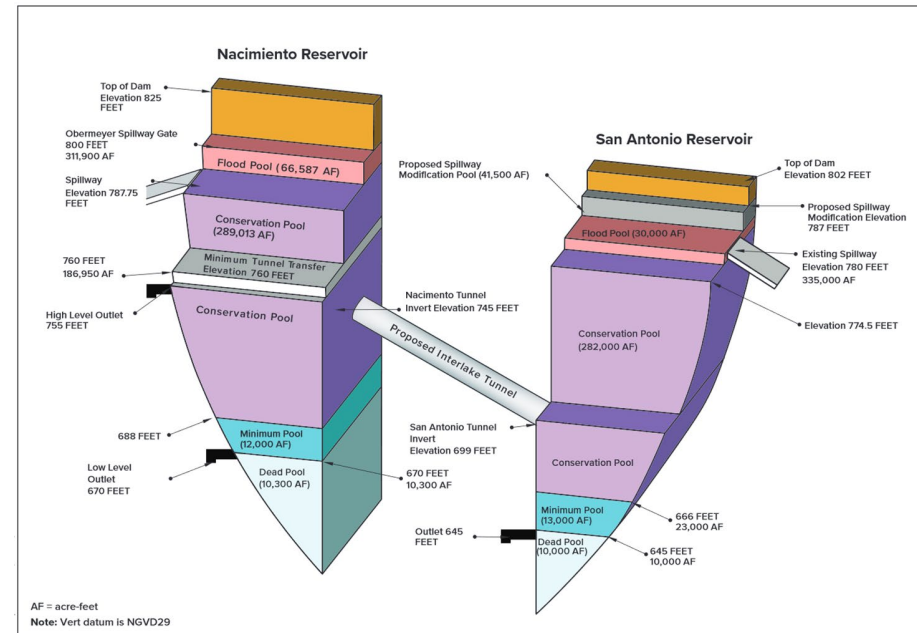 Nacimiento Reservoir
Top of Dam
Elevation 825
FEET
Obermeyer Spillway Gate
800 FEET
311,900 AF
Flood Pool (66,587 AF)
Spillway
Elevation 787.75
FEET
Conservation Pool
(289,013 AF)
Minimum Tunnel Transfer
Elevation 760 FEET
760 FEET
186,950 AF
High Level Outlet
755 FEET
Conservation Pool
Nacimento Tunnel
Invert Elevation 745 FEET
Proposed Interlake Tunnel
688 FEET
Minimum Pool
(12,000 AF)
Low Level
Outlet
670 FEET
Dead Pool
(10,300 AF)
670 FEET
10,300 AF
San Antonio Reservoir
Proposed Spillway
Modification Pool (41,500 AF)
Top of Dam
Elevation 802 FEET
Proposed Spillway
Modification Elevation
787 FEET
Flood Pool (30,000 AF)
Existing Spillway
Elevation 780 FEET
335,000 AF
Elevation 774.5 FEET
Conservation Pool
(282,000 AF)
San Antonio Tunnel
Invert
Elevation 699 FEET
Conservation Pool
Minimum Pool
(13,000 AF)
666 FEET
23,000 AF
Outlet 645
FEET
Dead Pool
(10,000 AF)
645 FEET
10,000 AF
AF = acre-feet
Note: Vert datum is NGVD29